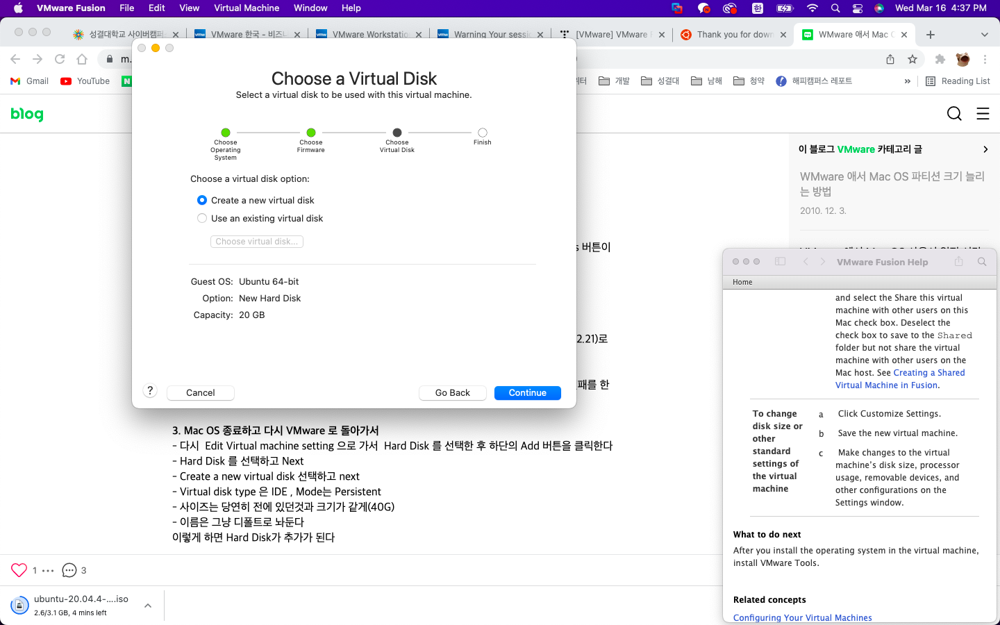 VMware Fusion File Edit View Virtual Machine Window Help 한 Wed Mar 16 4:37 PM
성결대학교 사이버캠퍼 VMware 한국 - 비즈니 VMware Workstatio Warning Your sessi [VMware] VMware Thank you for down WMware 애서 Mac O
m.
Gmail YouTube N 개발 성결대 남해 청약 해피캠퍼스 레포트 » Reading List
blog
Choose a Virtual Disk
Select a virtual disk to be used with this virtual machine.
Choose Operating System
Choose Firmware
Choose Virtual Disk
Finish
Choose a virtual disk option:
Create a new virtual disk
Use an existing virtual disk
Choose virtual disk...
Guest OS: Ubuntu 64-bit
Option: New Hard Disk
Capacity: 20 GB
? Cancel Go Back Continue
s 버튼이
2.21)로
패를 한
3. Mac OS 종료하고 다시 VMware 로 돌아가서
- 다시 Edit Virtual machine setting 으로 가서 Hard Disk 를 선택한 후 하단의 Add 버튼을 클릭한다
- Hard Disk 를 선택하고 Next
- Create a new virtual disk 선택하고 next
- Virtual disk type 은 IDE , Mode는 Persistent
- 사이즈는 당연히 전에 있던것과 크기가 같게(40G)
- 이름은 그냥 디폴트로 놔둔다
이렇게 하면 Hard Disk가 추가가 된다
1 3
ubuntu-20.04.4-....iso
2.6/3.1 GB, 4 mins left
이 블로그 VMware 카테고리 글
WMware 애서 Mac OS 파티션 크기 늘리
는 방법
2010. 12. 3.
VMware Fusion Help
Home
and select the Share this virtual
machine with other users on this
Mac check box. Deselect the
check box to save to the Shared
folder but not share the virtual
machine with other users on the
Mac host. See Creating a Shared
Virtual Machine in Fusion.
To change
disk size or
other
standard
settings of
the virtual
machine
a Click Customize Settings.
b Save the new virtual machine.
c Make changes to the virtual
machine's disk size, processor
usage, removable devices, and
other configurations on the
Settings window.
What to do next
After you install the operating system in the virtual machine,
install VMware Tools.
Related concepts
Configuring Your Virtual Machines